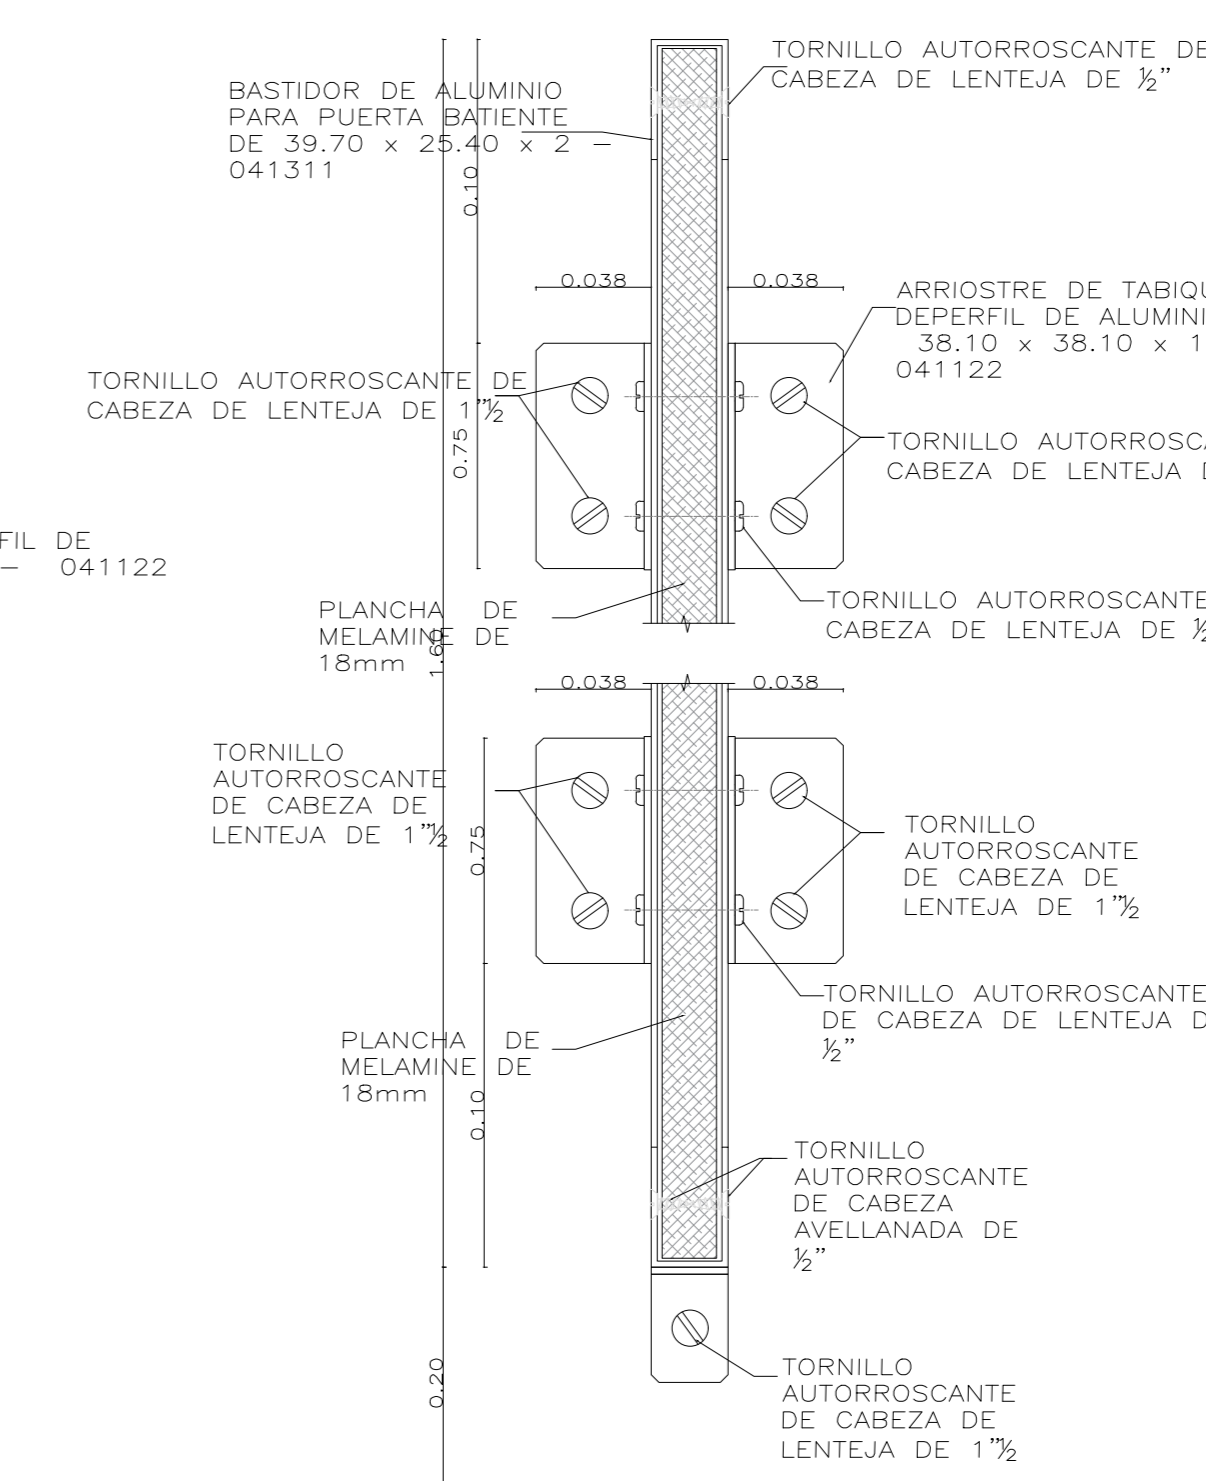 TORNILLO AUTORROSCANTE DE
CABEZA DE LENTEJA DE ½"
BASTIDOR DE ALUMINIO
PARA PUERTA BATIENTE
DE 39.70 x 25.40 x 2 –
041311
0.10
0.038
0.038
ARRIOSTRE DE TABIQU
DEPERFIL DE ALUMINI
38.10 x 38.10 x 1
041122
TORNILLO AUTORROSCANTE DE
CABEZA DE LENTEJA DE 1"½
0.75
TORNILLO AUTORROSCA
CABEZA DE LENTEJA D
FIL DE
– 041122
PLANCHA DE
MELAMINE DE
18mm
1.60
TORNILLO AUTORROSCANTE
CABEZA DE LENTEJA DE ½
0.038
0.038
TORNILLO
AUTORROSCANTE
DE CABEZA DE
LENTEJA DE 1"½
0.75
TORNILLO
AUTORROSCANTE
DE CABEZA DE
LENTEJA DE 1"½
TORNILLO AUTORROSCANTE
DE CABEZA DE LENTEJA D
½"
PLANCHA DE
MELAMINE DE
18mm
0.10
TORNILLO
AUTORROSCANTE
DE CABEZA
AVELLANADA DE
½"
0.20
TORNILLO
AUTORROSCANTE
DE CABEZA DE
LENTEJA DE 1"½